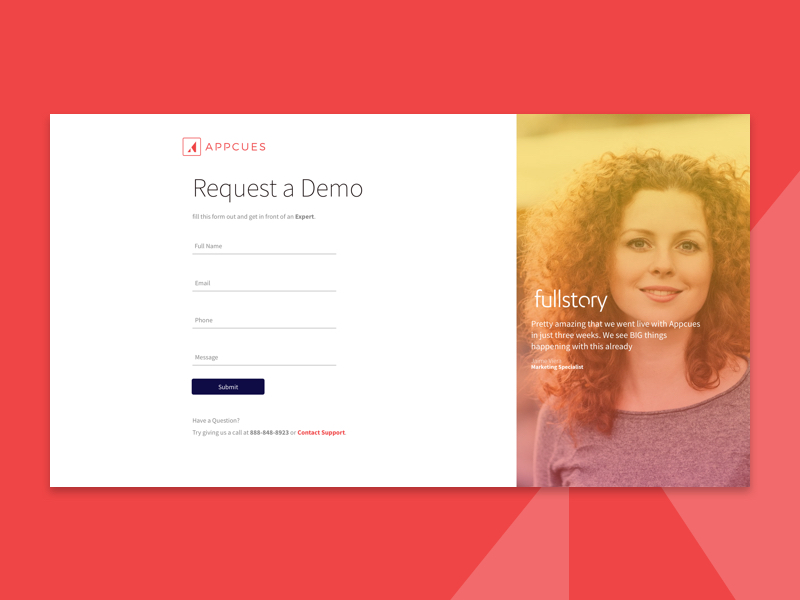 APPCUES
Request a Demo
fill this form out and get in front of an Expert.
Full Name
Email
Phone
Message
Submit
Have a Question?
Try giving us a call at 888-848-8923 or Contact Support.
fullstory
Pretty amazing that we went live with Appcues
in just three weeks. We see BIG things
happening with this already
Marketing Specialist